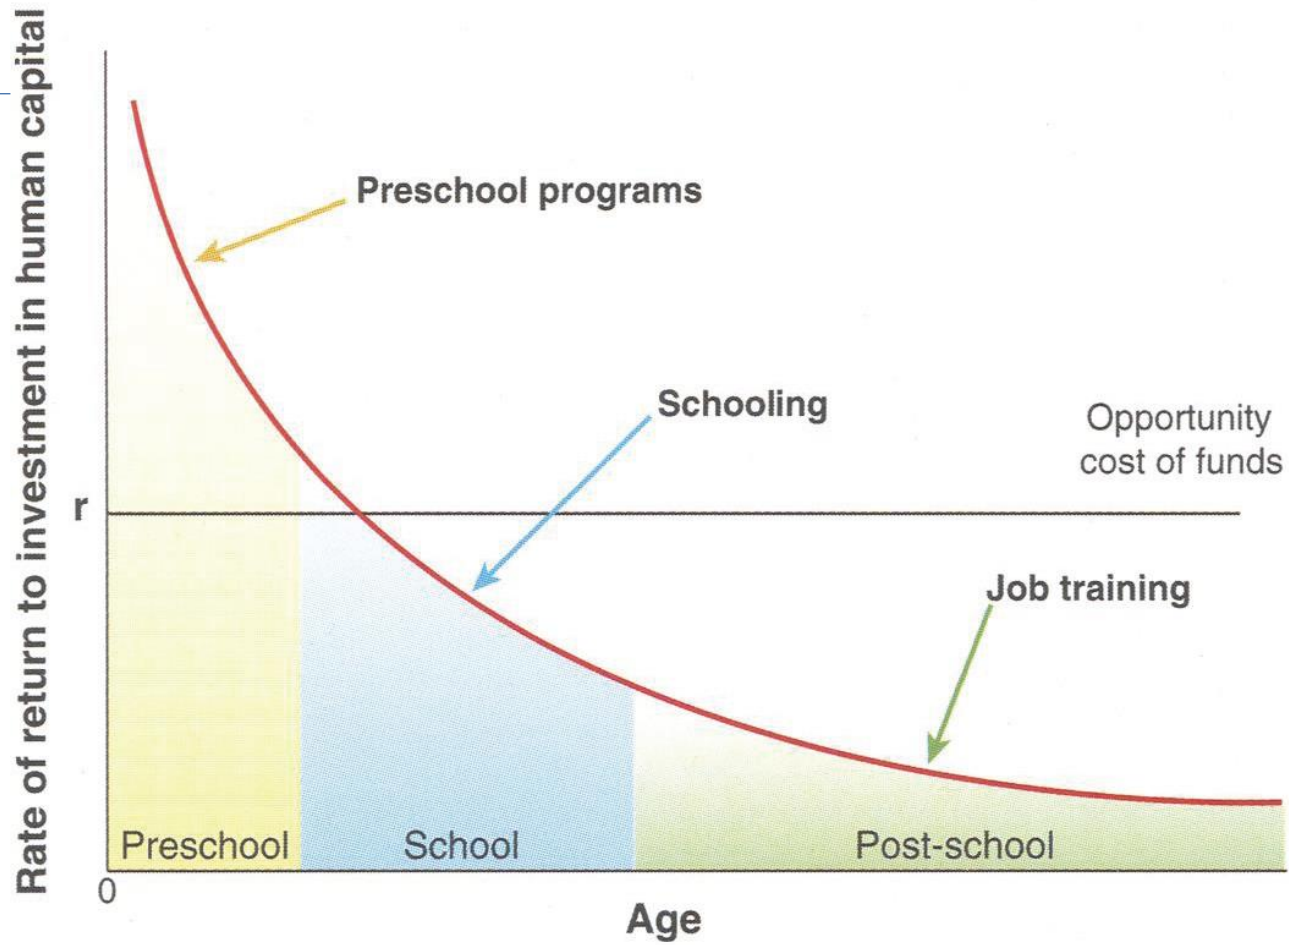 Rate of return to investment in human capital
Preschool programs
Schooling
Opportunity
cost of funds
r
Job training
Preschool
School
Post-school
0
Age